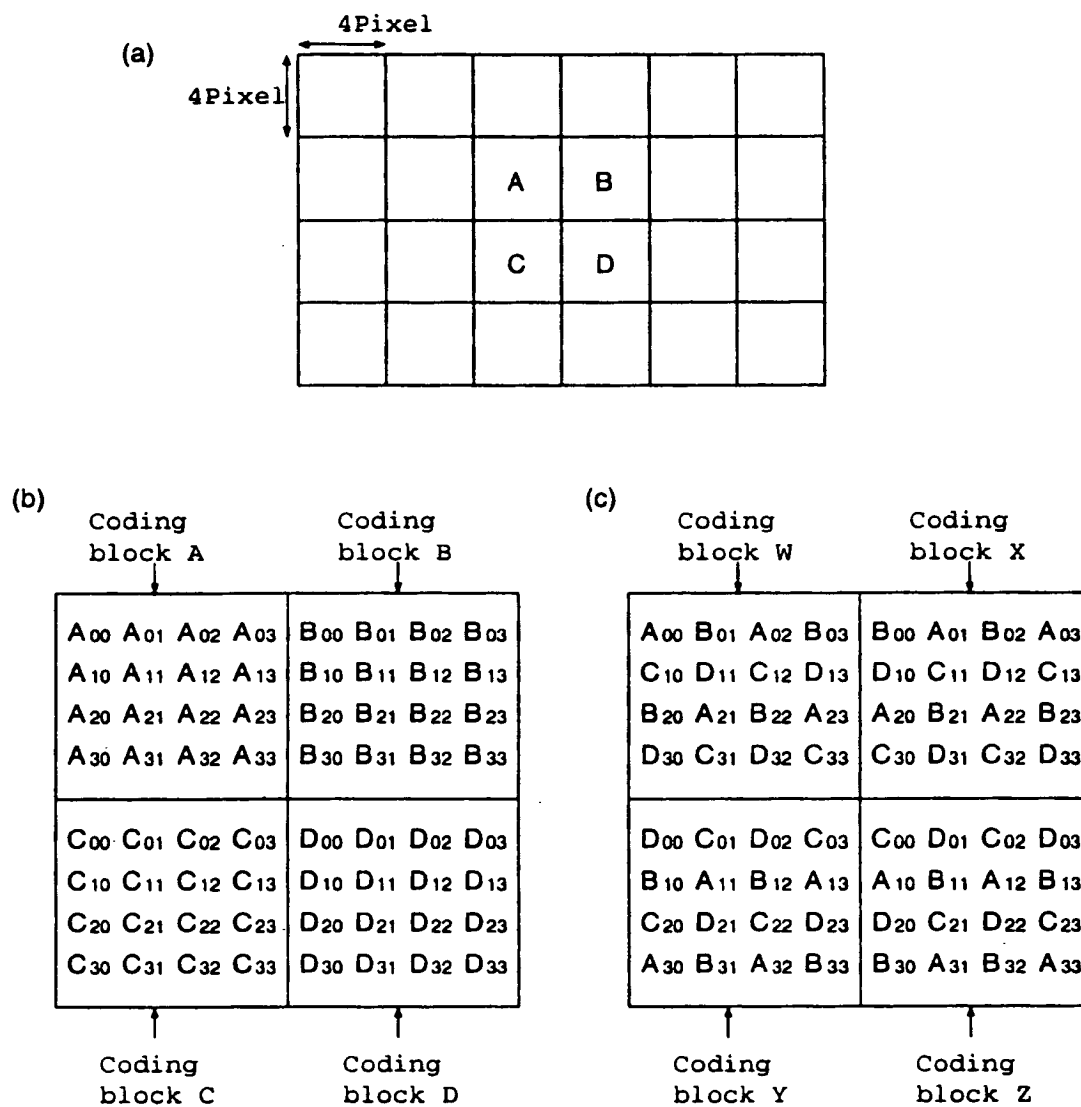 4Pixel
(a)
4Pixel
A B
C D
(b)
Coding block A
Coding block B
A00 A01 A02 A03 B00 B01 B02 B03
A10 A11 A12 A13 B10 B11 B12 B13
A20 A21 A22 A23 B20 B21 B22 B23
A30 A31 A32 A33 B30 B31 B32 B33
C00 C01 C02 C03 D00 D01 D02 D03
C10 C11 C12 C13 D10 D11 D12 D13
C20 C21 C22 C23 D20 D21 D22 D23
C30 C31 C32 C33 D30 D31 D32 D33
Coding block C
Coding block D
(c)
Coding block W
Coding block X
A00 B01 A02 B03 B00 A01 B02 A03
C10 D11 C12 D13 D10 C11 D12 C13
B20 A21 B22 A23 A20 B21 A22 B23
D30 C31 D32 C33 C30 D31 C32 D33
D00 C01 D02 C03 C00 D01 C02 D03
B10 A11 B12 A13 A10 B11 A12 B13
C20 D21 C22 D23 D20 C21 D22 C23
A30 B31 A32 B33 B30 A31 B32 A33
Coding block Y
Coding block Z